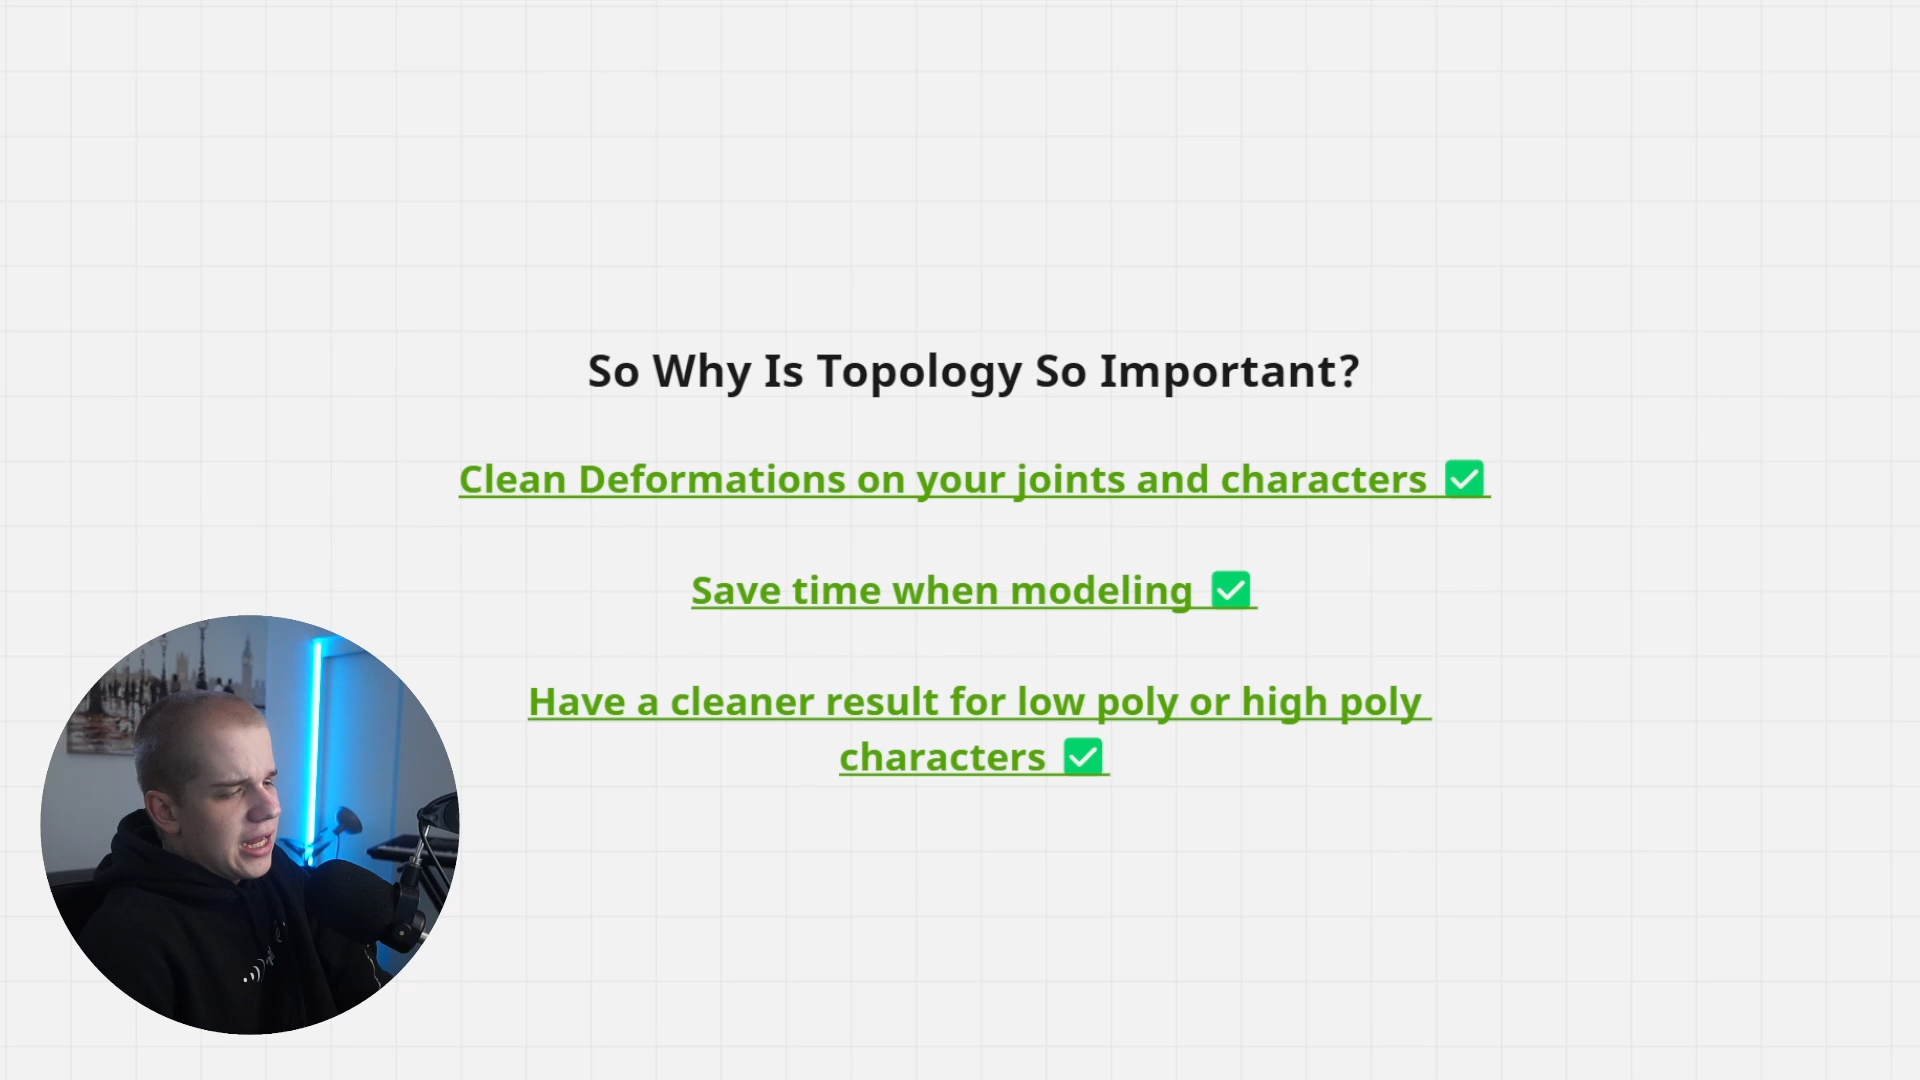 So Why Is Topology So Important?
Clean Deformations on your joints and characters ✅
Save time when modeling ✅
Have a cleaner result for low poly or high poly
characters ✅